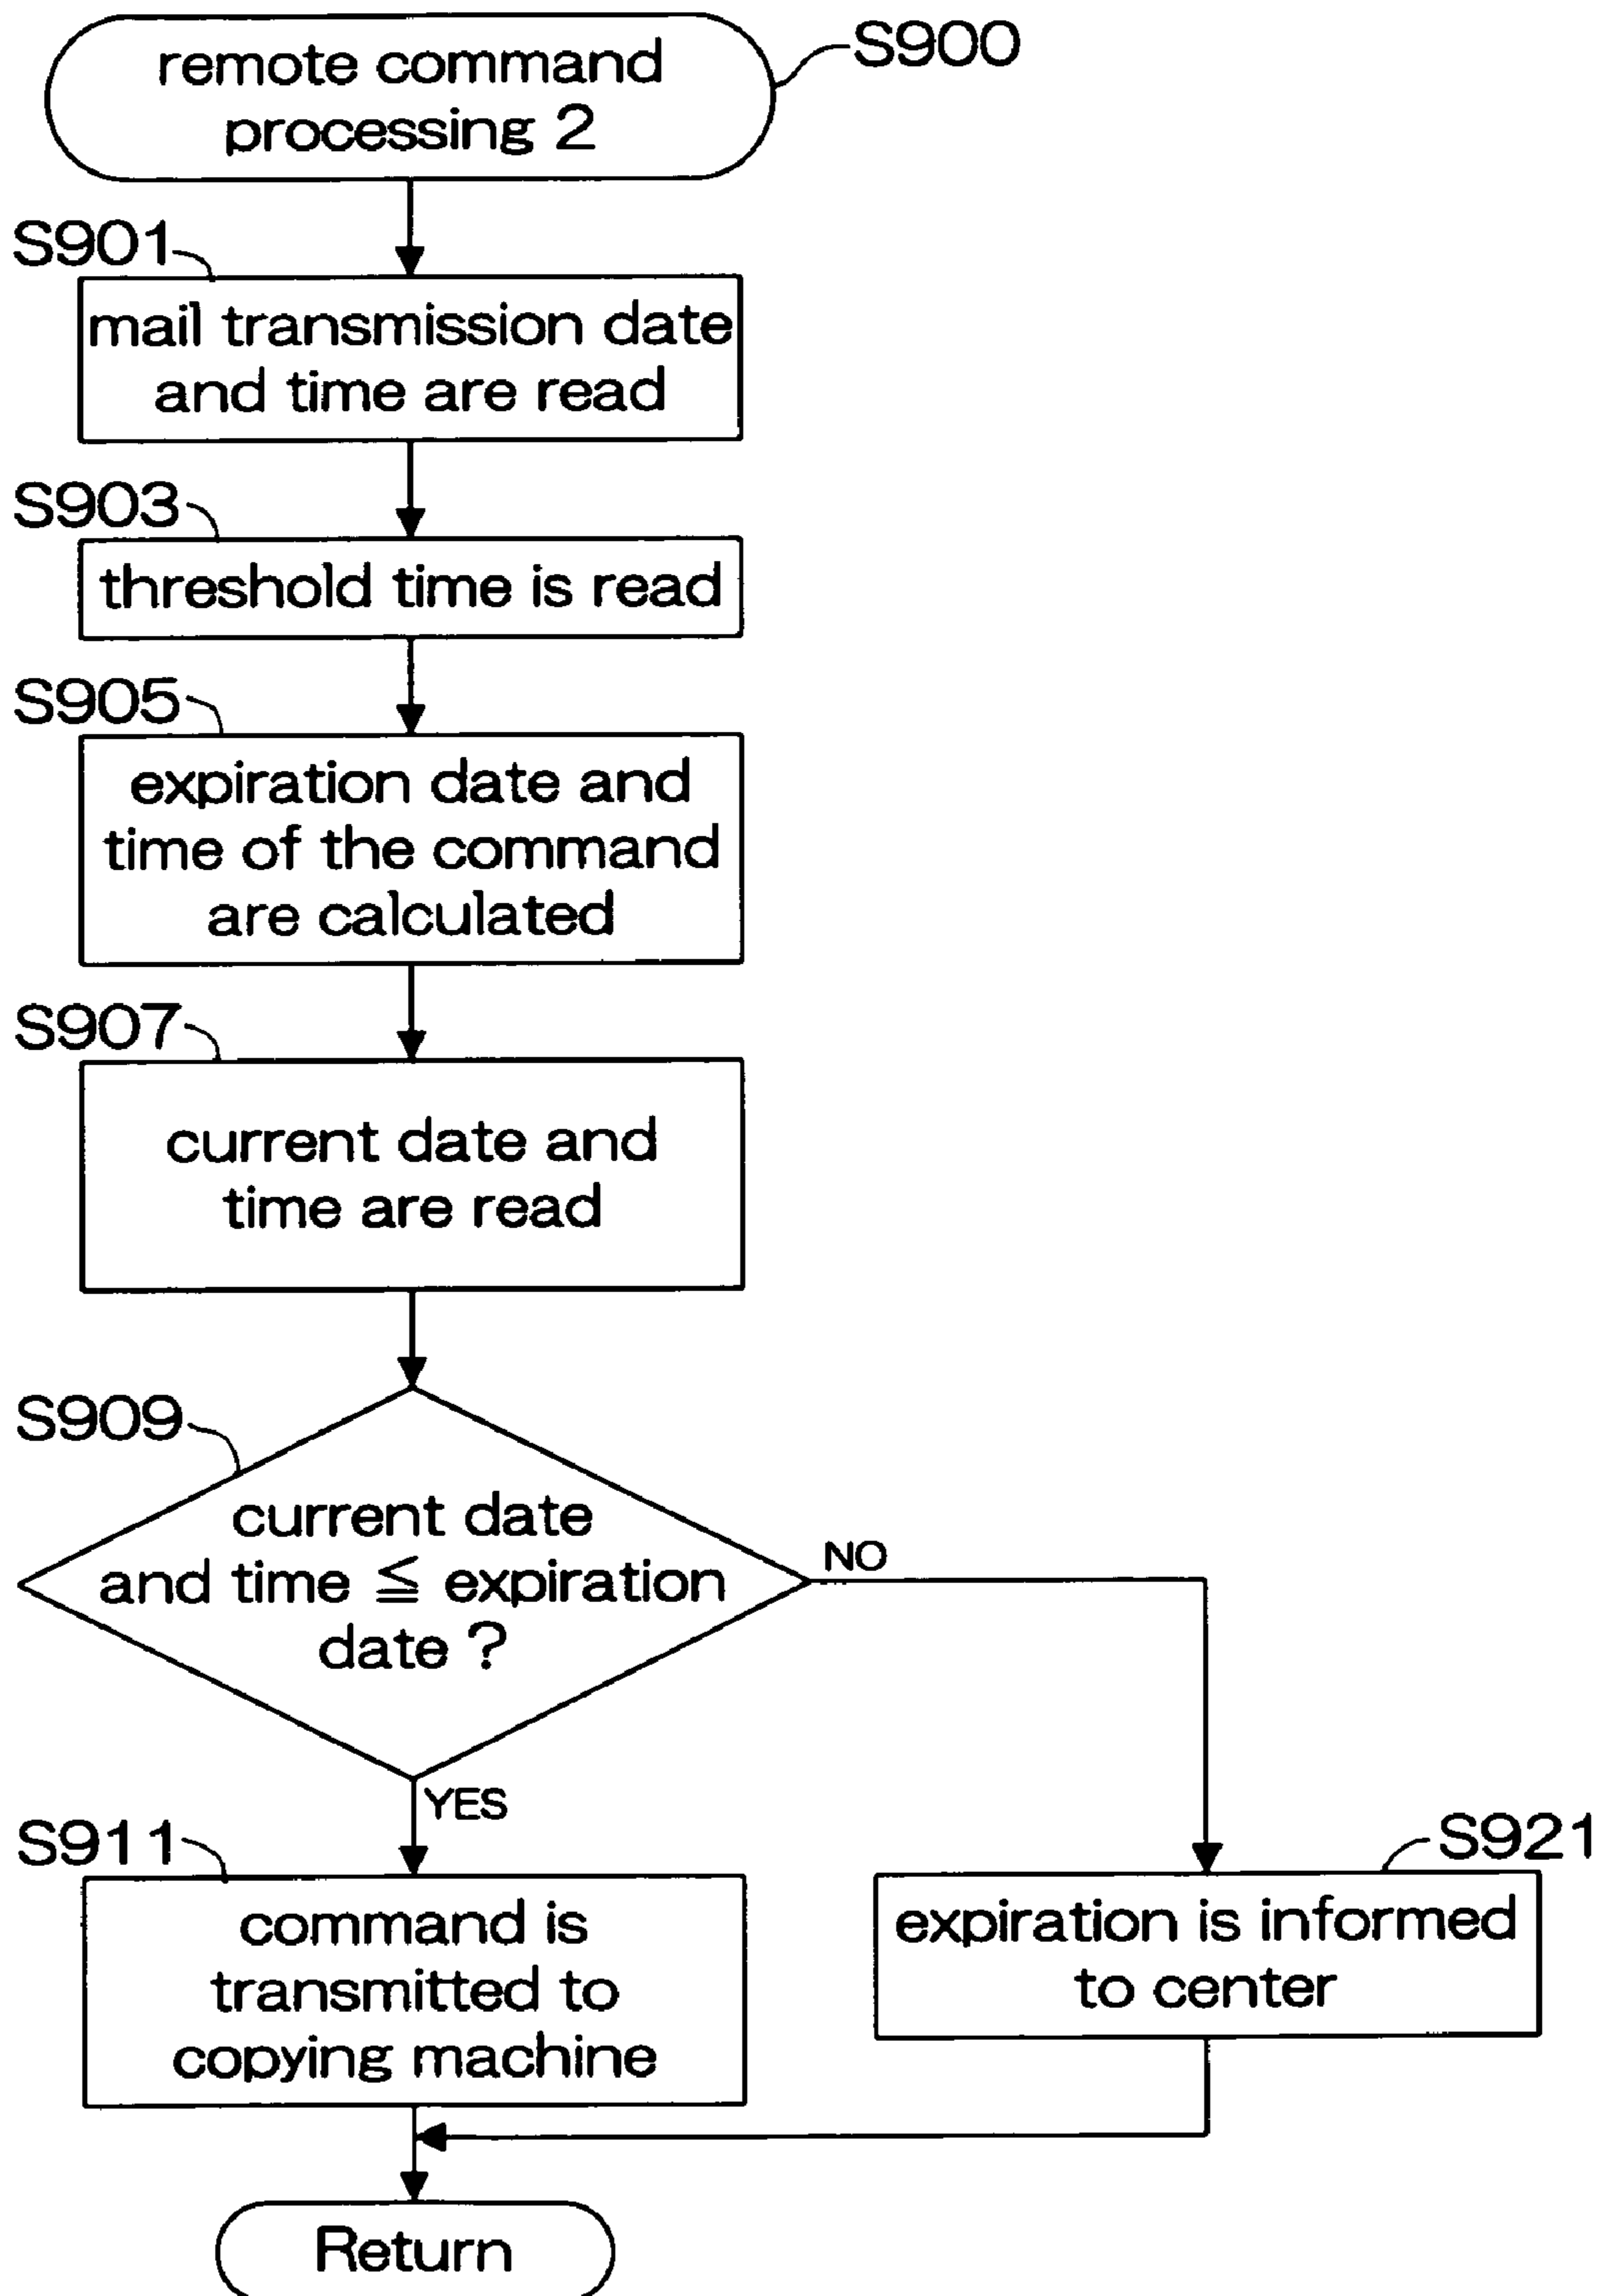 remote command
processing 2
S900
S901
mail transmission date
and time are read
S903
threshold time is read
S905
expiration date and
time of the command
are calculated
S907
current date and
time are read
S909
current date
and time ≦ expiration
date ?
NO
YES
S911
command is
transmitted to
copying machine
S921
expiration is informed
to center
Return